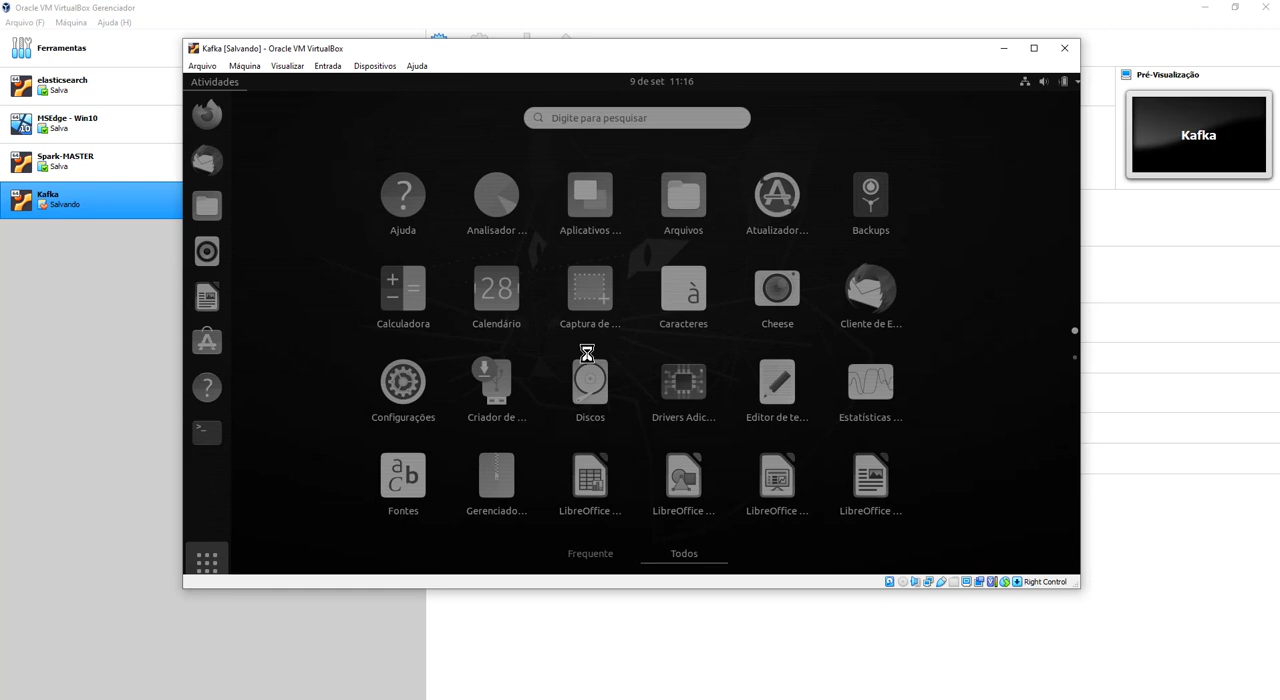 Oracle VM VirtualBox Gerenciador
Arquivo (F) Máquina Ajuda (H)
Ferramentas
elasticsearch
Salva
MSEdge - Win10
Salva
Spark-MASTER
Salva
Kafka
Salvando
Kafka [Salvando] - Oracle VM VirtualBox
Arquivo Máquina Visualizar Entrada Dispositivos Ajuda
Atividades 9 de set 11:16
Digite para pesquisar
Ajuda Analisador ... Aplicativos ... Arquivos Atualizador... Backups
28
à
Calculadora Calendário Captura de ... Caracteres Cheese Cliente de E...
Configurações Criador de ... Discos Drivers Adic... Editor de te... Estatísticas ...
ab
C
Fontes Gerenciado... LibreOffice ... LibreOffice ... LibreOffice ... LibreOffice ...
Frequente Todos
Right Control
Pré-Visualização
Kafka